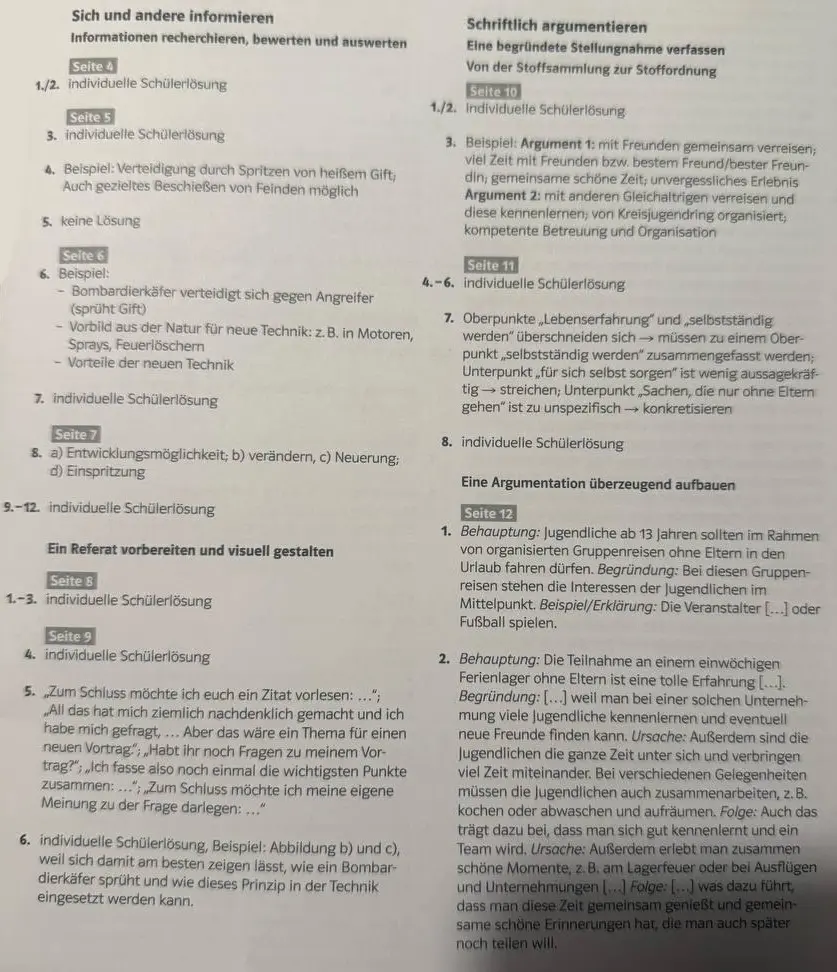 Sich und andere informieren
Informationen recherchieren, bewerten und auswerten
Seite 4
1./2. individuelle Schülerlösung
Seite 5
3. individuelle Schülerlösung
4. Beispiel: Verteidigung durch Spritzen von heißem Gift;
Auch gezieltes Beschießen von Feinden möglich
5. keine Lösung
Seite 6
6. Beispiel:
– Bombardierkäfer verteidigt sich gegen Angreifer
(sprüht Gift)
– Vorbild aus der Natur für neue Technik: z. B. in Motoren,
Sprays, Feuerlöschern
– Vorteile der neuen Technik
7. individuelle Schülerlösung
Seite 7
8. a) Entwicklungsmöglichkeit; b) verändern, c) Neuerung;
d) Einspritzung
9.–12. individuelle Schülerlösung
Ein Referat vorbereiten und visuell gestalten
Seite 8
1.–3. individuelle Schülerlösung
Seite 9
4. individuelle Schülerlösung
5. „Zum Schluss möchte ich euch ein Zitat vorlesen: …“;
„All das hat mich ziemlich nachdenklich gemacht und ich
habe mich gefragt, … Aber das wäre ein Thema für einen
neuen Vortrag.“; „Habt ihr noch Fragen zu meinem Vor-
trag?“; „Ich fasse also noch einmal die wichtigsten Punkte
zusammen: …“; „Zum Schluss möchte ich meine eigene
Meinung zu der Frage darlegen: …“
6. individuelle Schülerlösung, Beispiel: Abbildung b) und c),
weil sich damit am besten zeigen lässt, wie ein Bombar-
dierkäfer sprüht und wie dieses Prinzip in der Technik
eingesetzt werden kann.
Schriftlich argumentieren
Eine begründete Stellungnahme verfassen
Von der Stoffsammlung zur Stoffordnung
Seite 10
1./2. individuelle Schülerlösung
3. Beispiel: Argument 1: mit Freunden gemeinsam verreisen;
viel Zeit mit Freunden bzw. bestem Freund/bester Freun-
din; gemeinsame schöne Zeit; unvergessliches Erlebnis
Argument 2: mit anderen Gleichaltrigen verreisen und
diese kennenlernen; von Kreisjugendring organisiert;
kompetente Betreuung und Organisation
Seite 11
4.–6. individuelle Schülerlösung
7. Oberpunkte „Lebenserfahrung“ und „selbstständig
werden“ überschneiden sich → müssen zu einem Ober-
punkt „selbstständig werden“ zusammengefasst werden;
Unterpunkt „für sich selbst sorgen“ ist wenig aussagekräf-
tig → streichen; Unterpunkt „Sachen, die nur ohne Eltern
gehen“ ist zu unspezifisch → konkretisieren
8. individuelle Schülerlösung
Eine Argumentation überzeugend aufbauen
Seite 12
1. Behauptung: Jugendliche ab 13 Jahren sollten im Rahmen
von organisierten Gruppenreisen ohne Eltern in den
Urlaub fahren dürfen. Begründung: Bei diesen Gruppen-
reisen stehen die Interessen der Jugendlichen im
Mittelpunkt. Beispiel/Erklärung: Die Veranstalter […] oder
Fußball spielen.
2. Behauptung: Die Teilnahme an einem einwöchigen
Ferienlager ohne Eltern ist eine tolle Erfahrung […].
Begründung: […] weil man bei einer solchen Unterneh-
mung viele Jugendliche kennenlernen und eventuell
neue Freunde finden kann. Ursache: Außerdem sind die
Jugendlichen die ganze Zeit unter sich und verbringen
viel Zeit miteinander. Bei verschiedenen Gelegenheiten
müssen die Jugendlichen auch zusammenarbeiten, z. B.
kochen oder abwaschen und aufräumen. Folge: Auch das
trägt dazu bei, dass man sich gut kennenlernt und ein
Team wird. Ursache: Außerdem erlebt man zusammen
schöne Momente, z. B. am Lagerfeuer oder bei Ausflügen
und Unternehmungen […] Folge: […] was dazu führt,
dass man diese Zeit gemeinsam genießt und gemein-
same schöne Erinnerungen hat, die man auch später
noch teilen will.